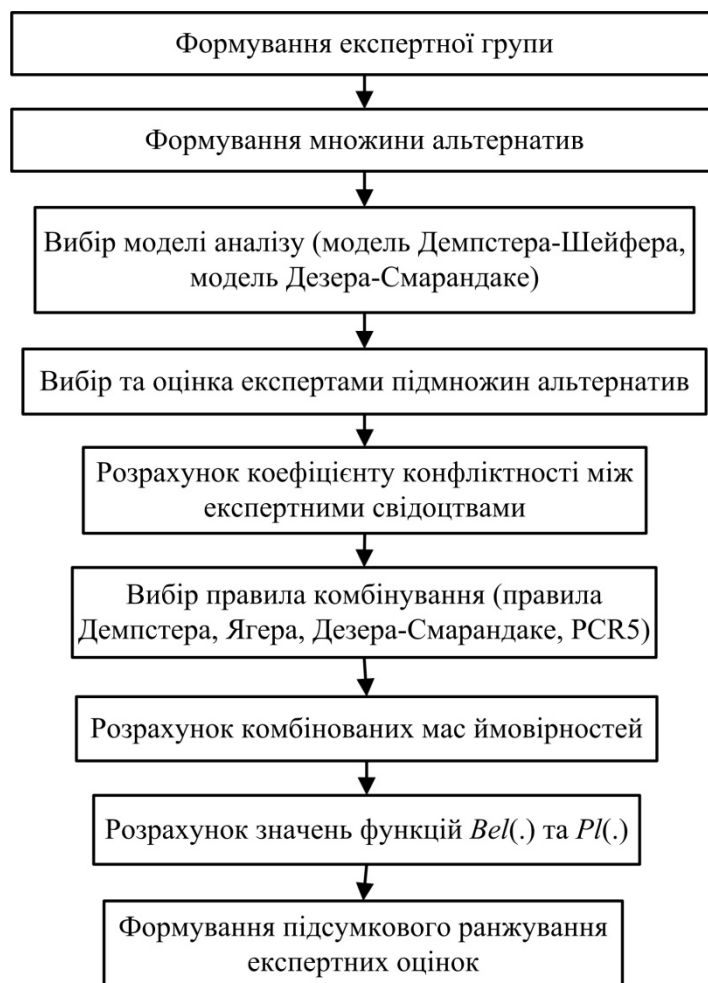 Формування експертної групи
Формування множини альтернатив
Вибір моделі аналізу (модель Демпстера-Шейфера,
модель Дезера-Смарандаке)
Вибір та оцінка експертами підмножин альтернатив
Розрахунок коефіцієнту конфліктності між
експертними свідоцтвами
Вибір правила комбінування (правила
Демпстера, Ягера, Дезера-Смарандаке, PCR5)
Розрахунок комбінованих мас ймовірностей
Розрахунок значень функцій Bel(.) та Pl(.)
Формування підсумкового ранжування
експертних оцінок